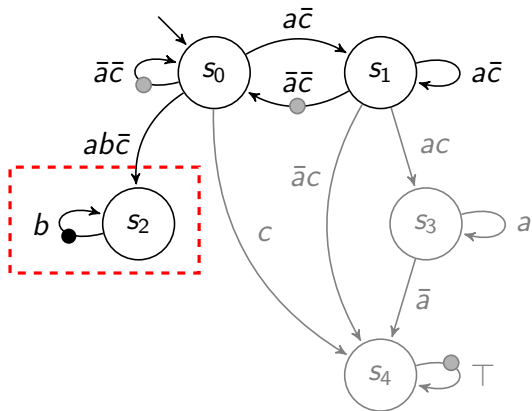 ac̄
āc̄
s₀
āc̄
s₁
ac̄
abc̄
āc
ac
b
s₂
c
s₃
a
ā
s₄
⊤